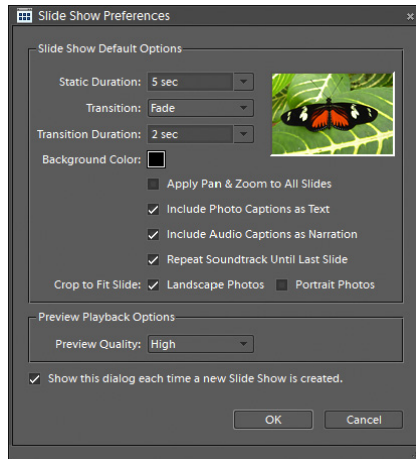 Slide Show Preferences
Slide Show Default Options
Static Duration: 5 sec
Transition: Fade
Transition Duration: 2 sec
Background Color:
Apply Pan & Zoom to All Slides
Include Photo Captions as Text
Include Audio Captions as Narration
Repeat Soundtrack Until Last Slide
Crop to Fit Slide: Landscape Photos Portrait Photos
Preview Playback Options
Preview Quality: High
Show this dialog each time a new Slide Show is created.
OK Cancel